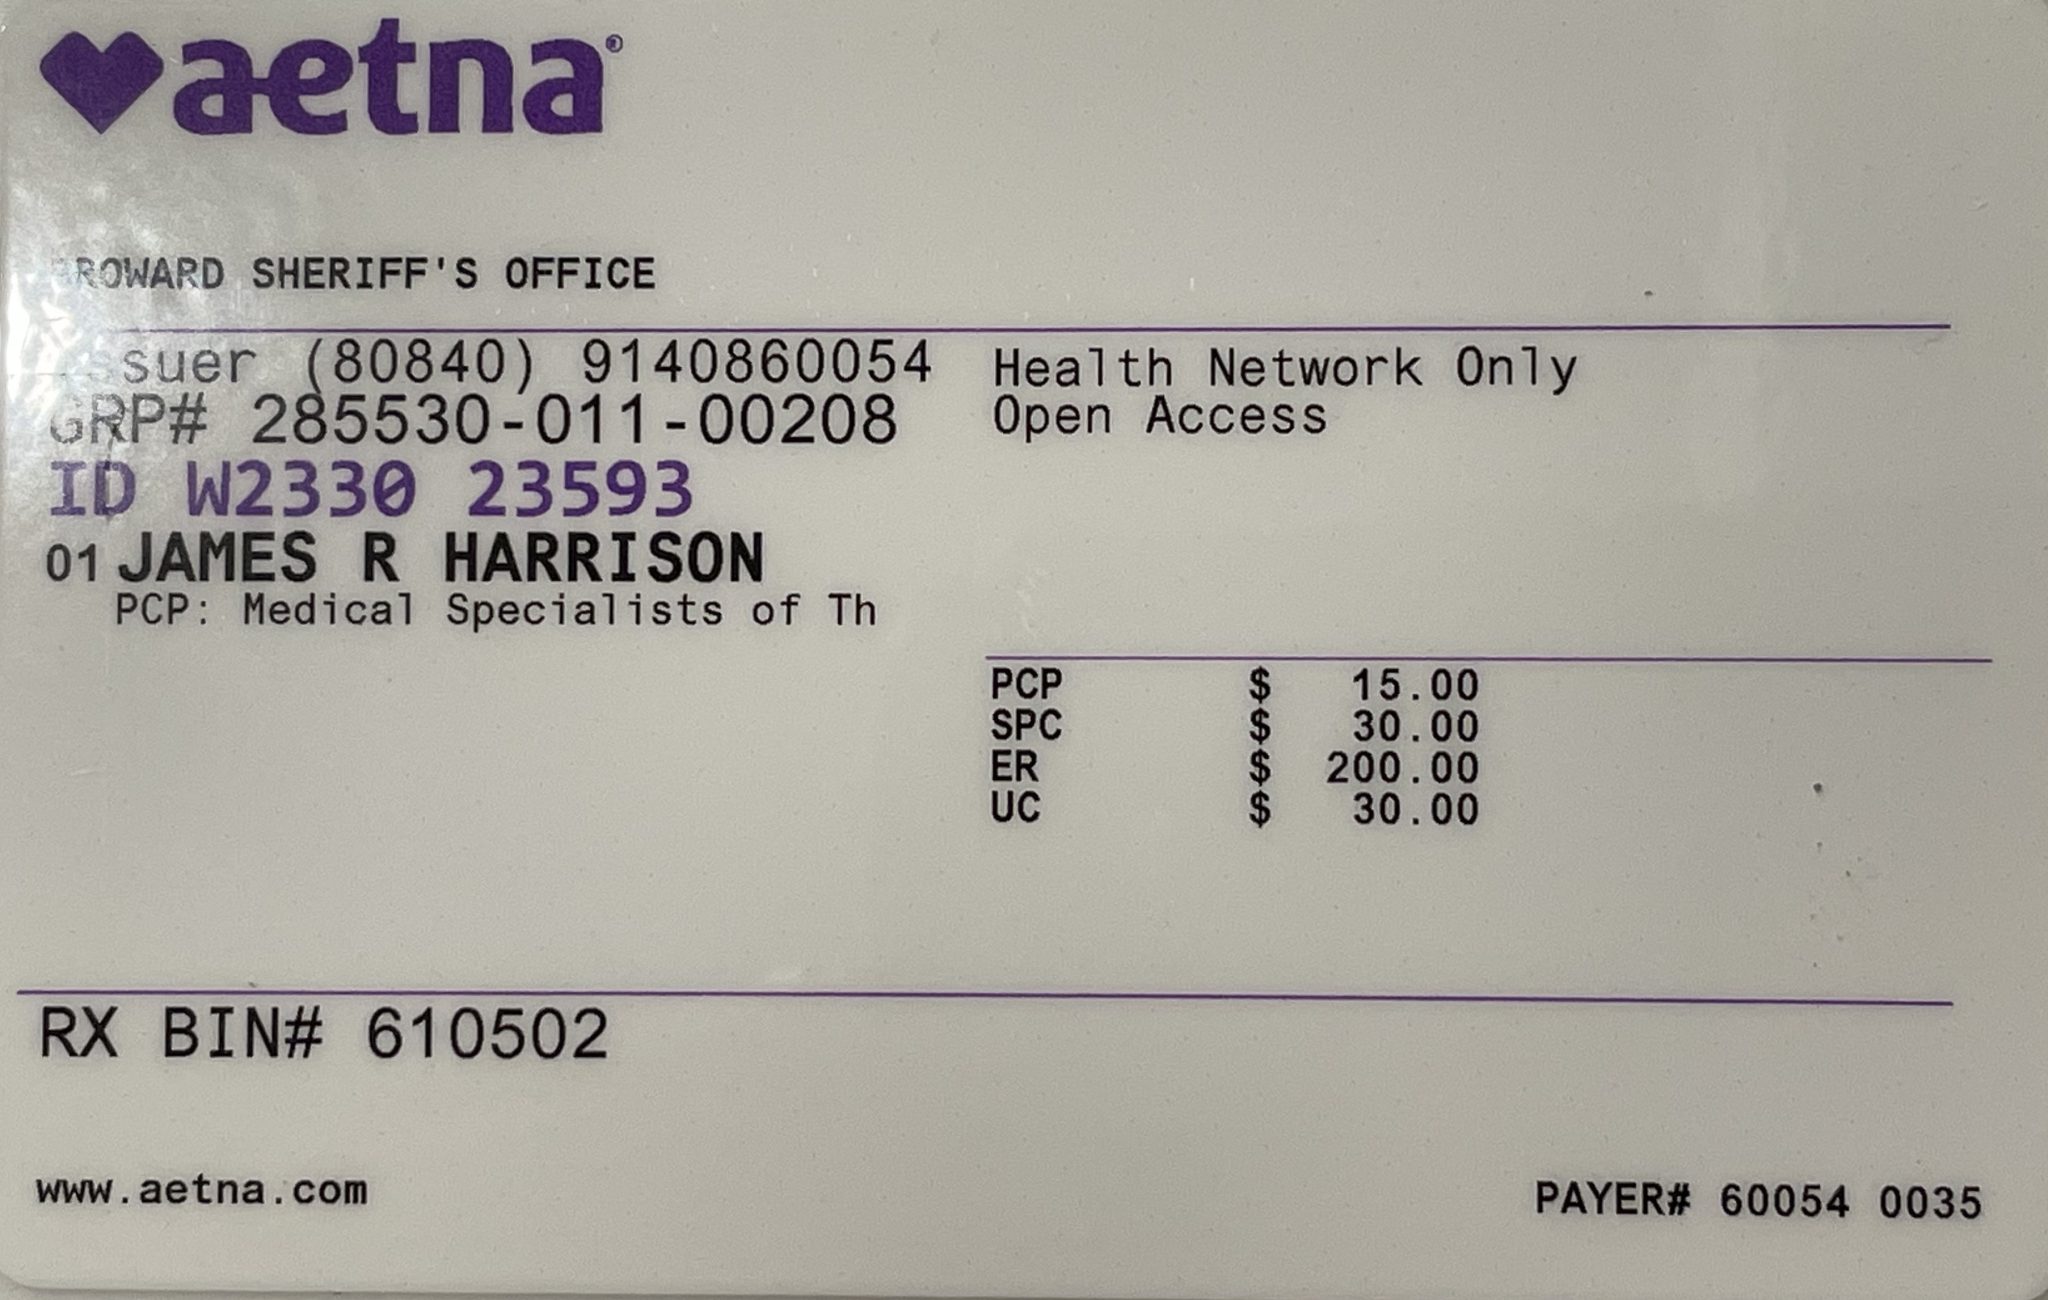 aetna®
BROWARD SHERIFF'S OFFICE
Issuer (80840) 9140860054
GRP# 285530-011-00208
ID W2330 23593
01 JAMES R HARRISON
PCP: Medical Specialists of Th
Health Network Only
Open Access
PCP $ 15.00
SPC $ 30.00
ER $ 200.00
UC $ 30.00
RX BIN# 610502
www.aetna.com
PAYER# 60054 0035